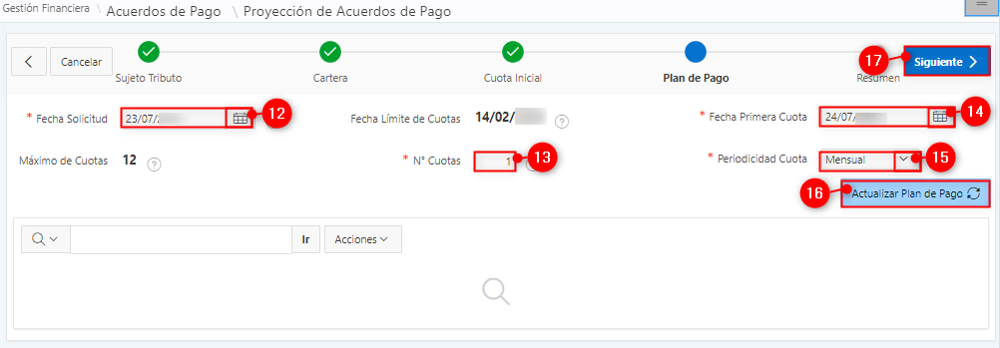 Gestión Financiera \ Acuerdos de Pago \ Proyección de Acuerdos de Pago
Cancelar
Sujeto Tributo
Cartera
Cuota Inicial
Plan de Pago
Resumen
17
Siguiente
* Fecha Solicitud 23/07/ 12
Fecha Límite de Cuotas 14/02/ ?
* Fecha Primera Cuota 24/07/ 14
Máximo de Cuotas 12 ?
* N° Cuotas 1 13
* Periodicidad Cuota Mensual 15
16 Actualizar Plan de Pago
Ir
Acciones